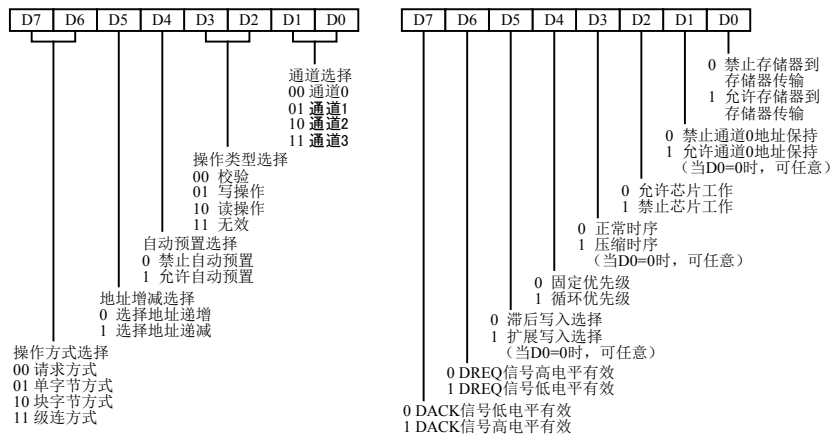 D7 D6 D5 D4 D3 D2 D1 D0
通道选择
00 通道0
01 通道1
10 通道2
11 通道3
操作类型选择
00 校验
01 写操作
10 读操作
11 无效
自动预置选择
0 禁止自动预置
1 允许自动预置
地址增减选择
0 选择地址递增
1 选择地址递减
操作方式选择
00 请求方式
01 单字节方式
10 块字节方式
11 级连方式
D7 D6 D5 D4 D3 D2 D1 D0
0 禁止存储器到
存储器传输
1 允许存储器到
存储器传输
0 禁止通道0地址保持
1 允许通道0地址保持
（当D0=0时，可任意）
0 允许芯片工作
1 禁止芯片工作
0 正常时序
1 压缩时序
（当D0=0时，可任意）
0 固定优先级
1 循环优先级
0 滞后写入选择
1 扩展写入选择
（当D0=0时，可任意）
0 DREQ信号高电平有效
1 DREQ信号低电平有效
0 DACK信号低电平有效
1 DACK信号高电平有效